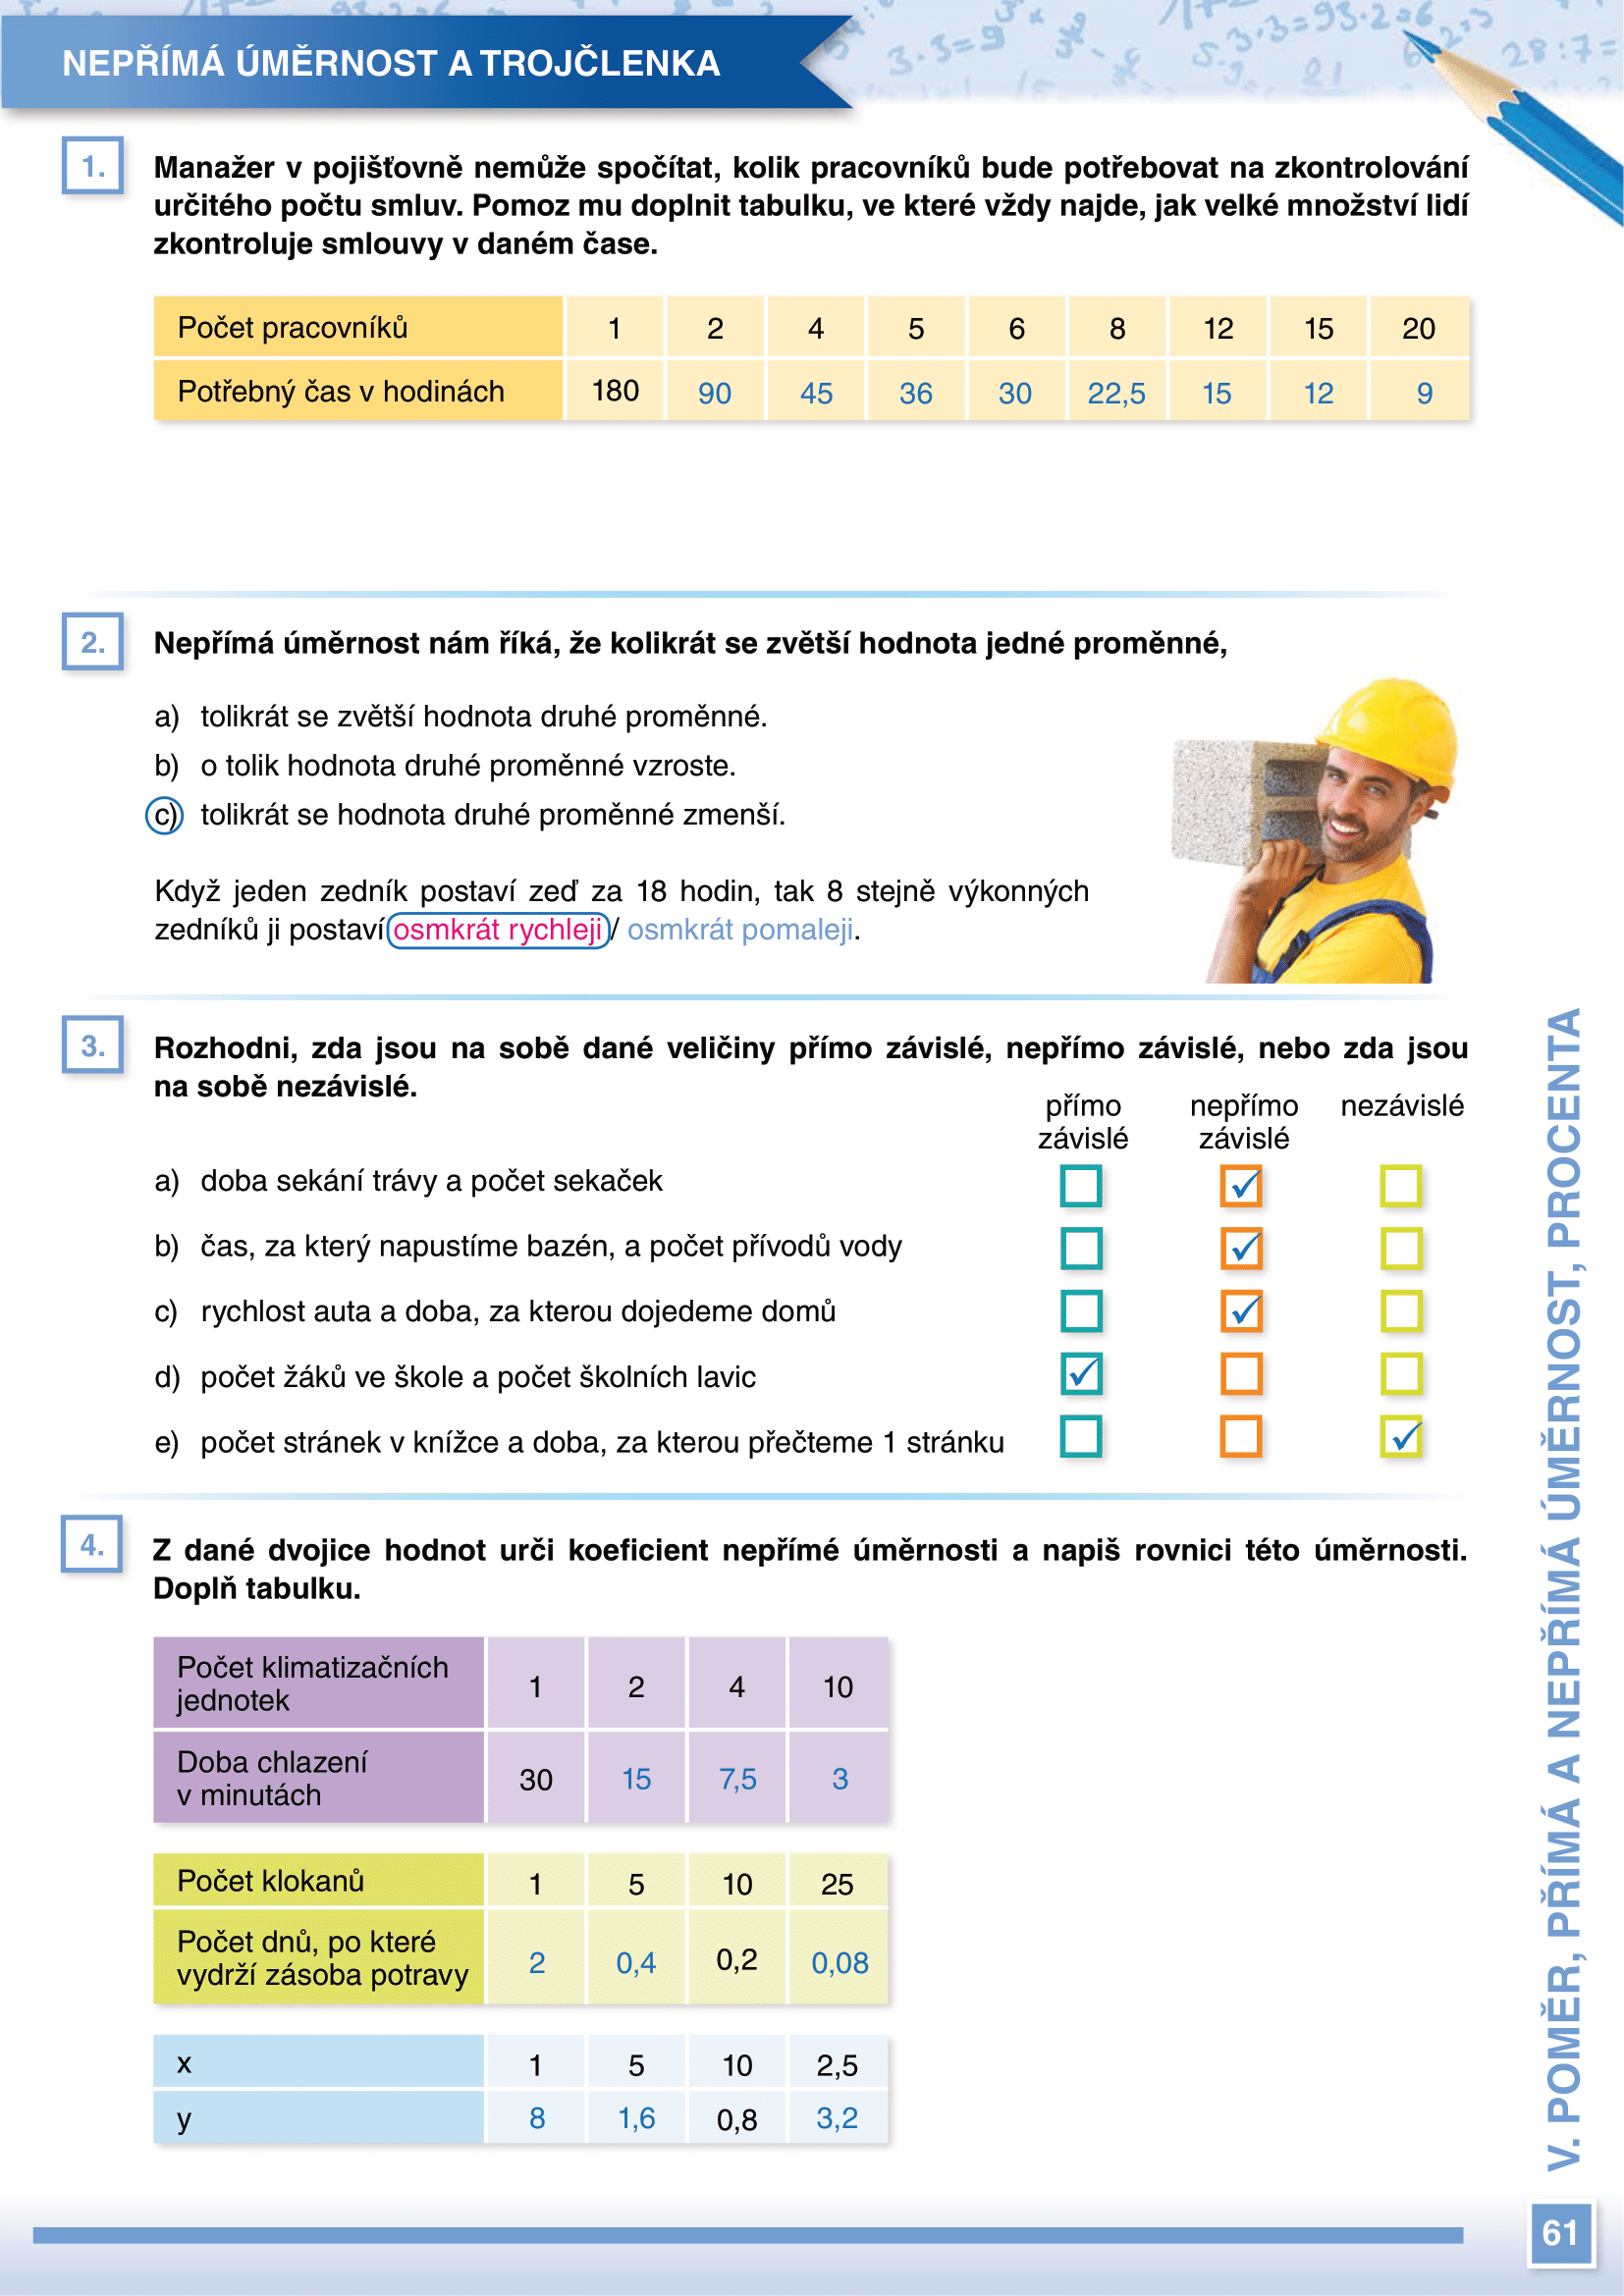 NEPŘÍMÁ ÚMĚRNOST A TROJČLENKA
1. Manažer v pojišťovně nemůže spočítat, kolik pracovníků bude potřebovat na zkontrolování
určitého počtu smluv. Pomoz mu doplnit tabulku, ve které vždy najde, jak velké množství lidí
zkontroluje smlouvy v daném čase.
Počet pracovníků 1 2 4 5 6 8 12 15 20
Potřebný čas v hodinách 180 90 45 36 30 22,5 15 12 9
2. Nepřímá úměrnost nám říká, že kolikrát se zvětší hodnota jedné proměnné,
a) tolikrát se zvětší hodnota druhé proměnné.
b) o tolik hodnota druhé proměnné vzroste.
c) tolikrát se hodnota druhé proměnné zmenší.
Když jeden zedník postaví zeď za 18 hodin, tak 8 stejně výkonných
zedníků ji postaví osmkrát rychleji / osmkrát pomaleji.
3. Rozhodni, zda jsou na sobě dané veličiny přímo závislé, nepřímo závislé, nebo zda jsou
na sobě nezávislé.
přímo nepřímo nezávislé
závislé závislé
a) doba sekání trávy a počet sekaček
b) čas, za který napustíme bazén, a počet přívodů vody
c) rychlost auta a doba, za kterou dojedeme domů
d) počet žáků ve škole a počet školních lavic
e) počet stránek v knížce a doba, za kterou přečteme 1 stránku
4. Z dané dvojice hodnot urči koeficient nepřímé úměrnosti a napiš rovnici této úměrnosti.
Doplň tabulku.
Počet klimatizačních
jednotek 1 2 4 10
Doba chlazení
v minutách 30 15 7,5 3
Počet klokanů 1 5 10 25
Počet dnů, po které
vydrží zásoba potravy 2 0,4 0,2 0,08
x 1 5 10 2,5
y 8 1,6 0,8 3,2
V. POMĚR, PŘÍMÁ A NEPŘÍMÁ ÚMĚRNOST, PROCENTA
61